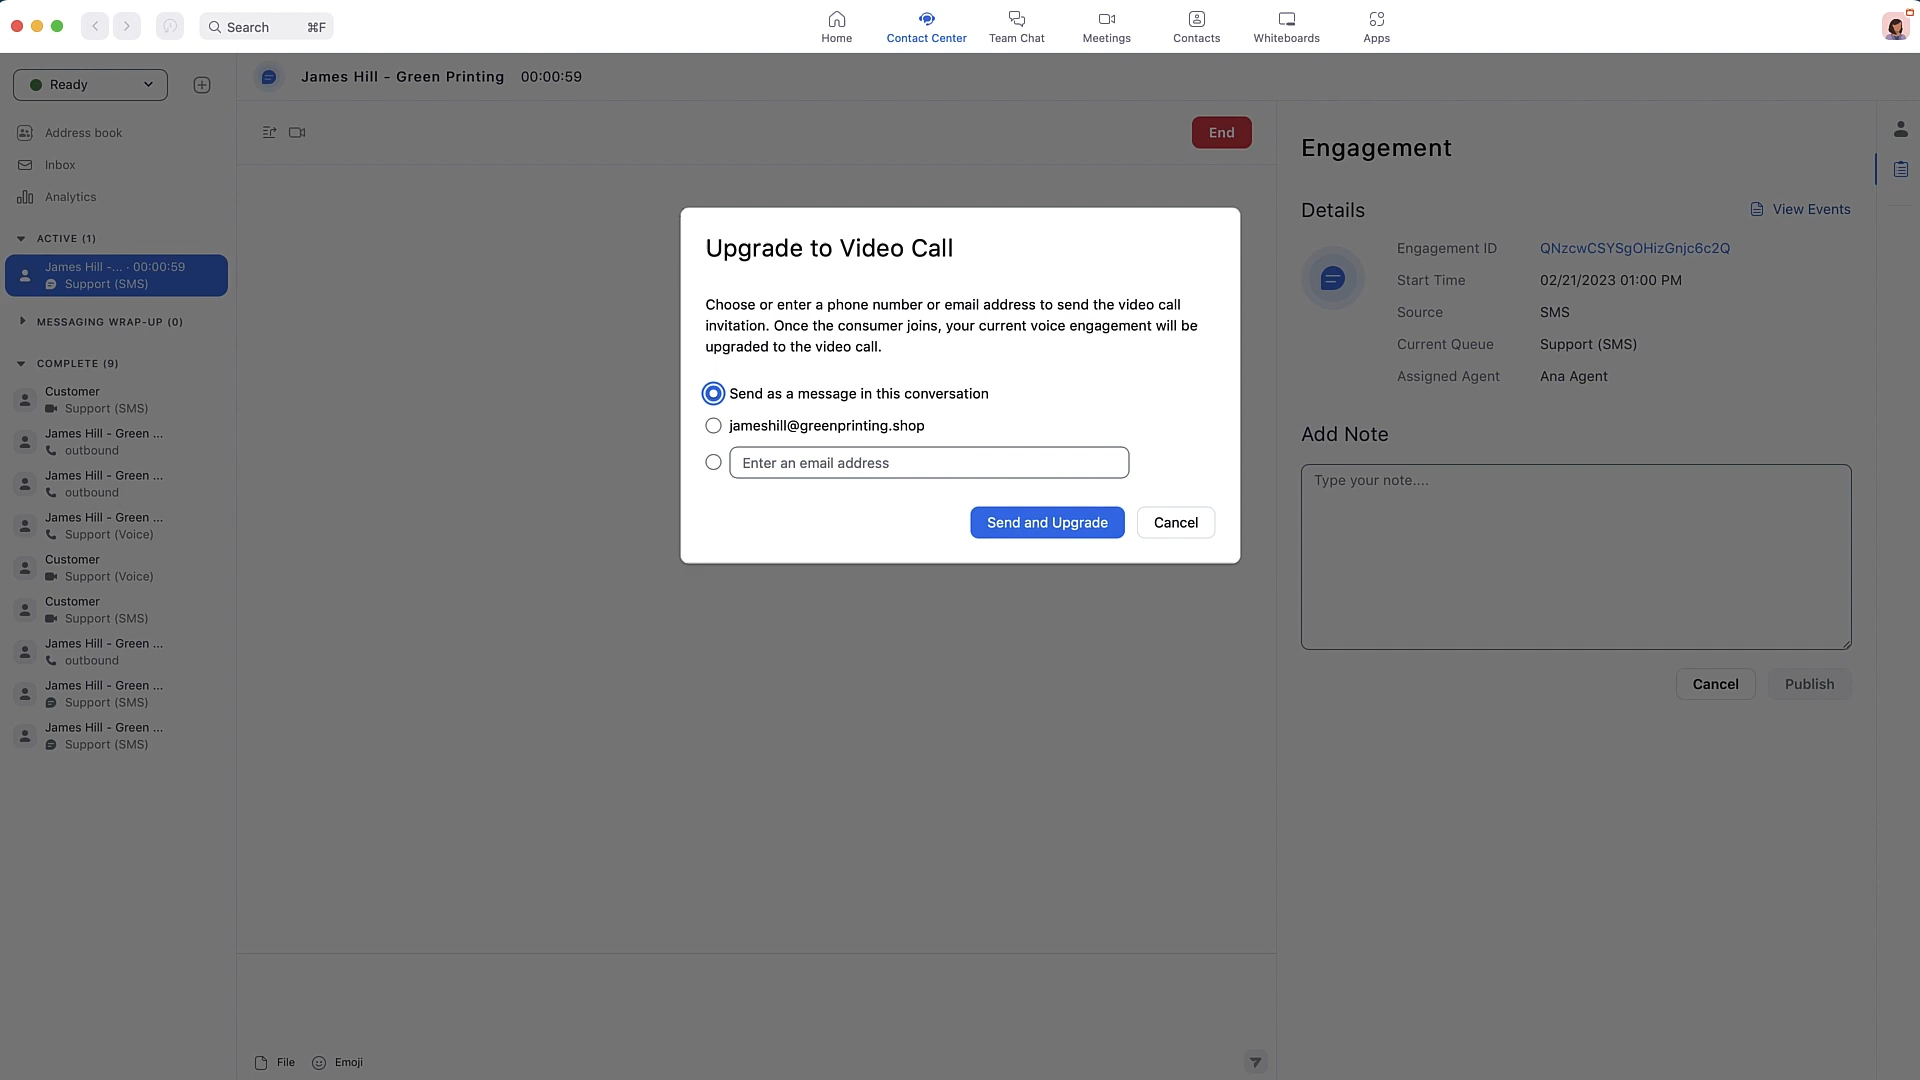 Search ⌘F
Home
Contact Center
Team Chat
Meetings
Contacts
Whiteboards
Apps
Ready
Address book
Inbox
Analytics
ACTIVE (1)
James Hill -... · 00:00:59
Support (SMS)
MESSAGING WRAP-UP (0)
COMPLETE (9)
Customer
Support (SMS)
James Hill - Green ...
outbound
James Hill - Green ...
outbound
James Hill - Green ...
Support (Voice)
Customer
Support (Voice)
Customer
Support (SMS)
James Hill - Green ...
outbound
James Hill - Green ...
Support (SMS)
James Hill - Green ...
Support (SMS)
James Hill - Green Printing 00:00:59
End
Upgrade to Video Call
Choose or enter a phone number or email address to send the video call
invitation. Once the consumer joins, your current voice engagement will be
upgraded to the video call.
Send as a message in this conversation
jameshill@greenprinting.shop
Enter an email address
Send and Upgrade
Cancel
File
Emoji
Engagement
Details
View Events
Engagement ID QNzcwCSYSgOHizGnjc6c2Q
Start Time 02/21/2023 01:00 PM
Source SMS
Current Queue Support (SMS)
Assigned Agent Ana Agent
Add Note
Type your note....
Cancel
Publish